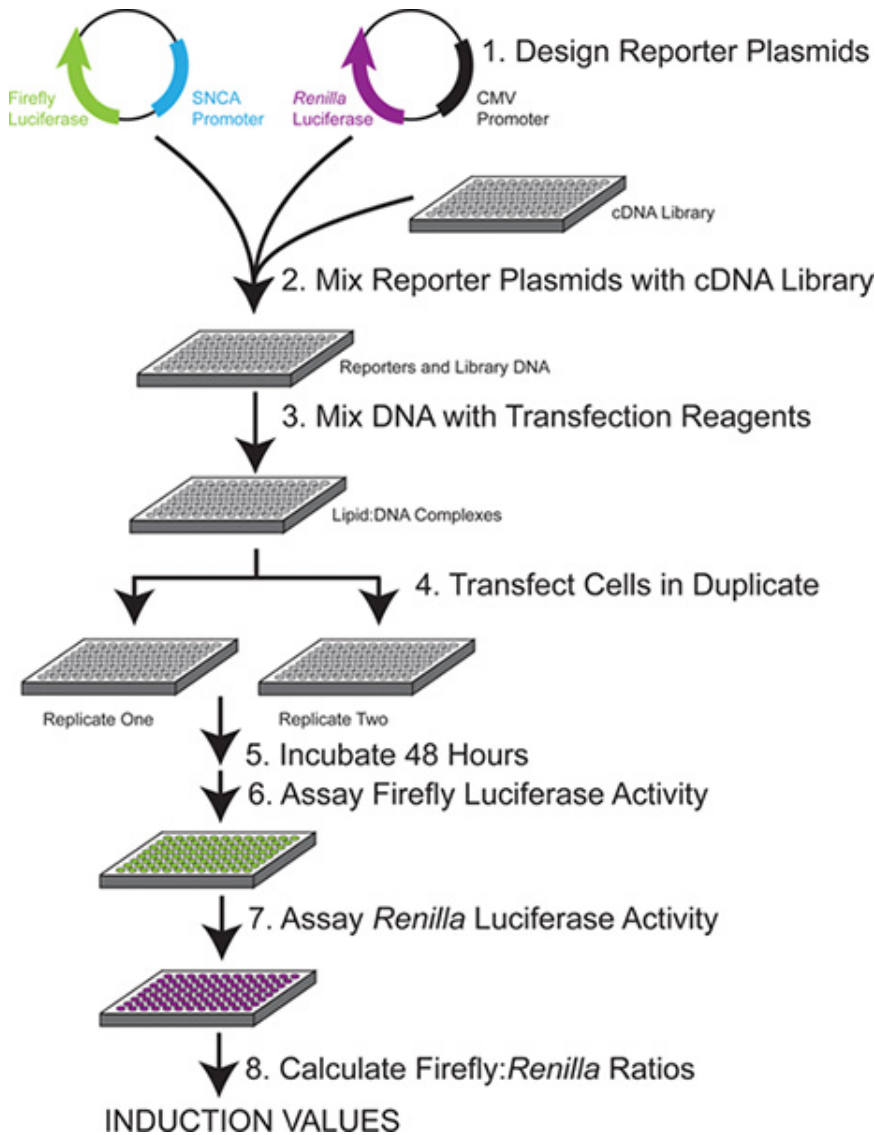 1. Design Reporter Plasmids
Firefly
Luciferase
SNCA
Promoter
Renilla
Luciferase
CMV
Promoter
cDNA Library
2. Mix Reporter Plasmids with cDNA Library
Reporters and Library DNA
3. Mix DNA with Transfection Reagents
Lipid:DNA Complexes
4. Transfect Cells in Duplicate
Replicate One
Replicate Two
5. Incubate 48 Hours
6. Assay Firefly Luciferase Activity
7. Assay Renilla Luciferase Activity
8. Calculate Firefly:Renilla Ratios
INDUCTION VALUES